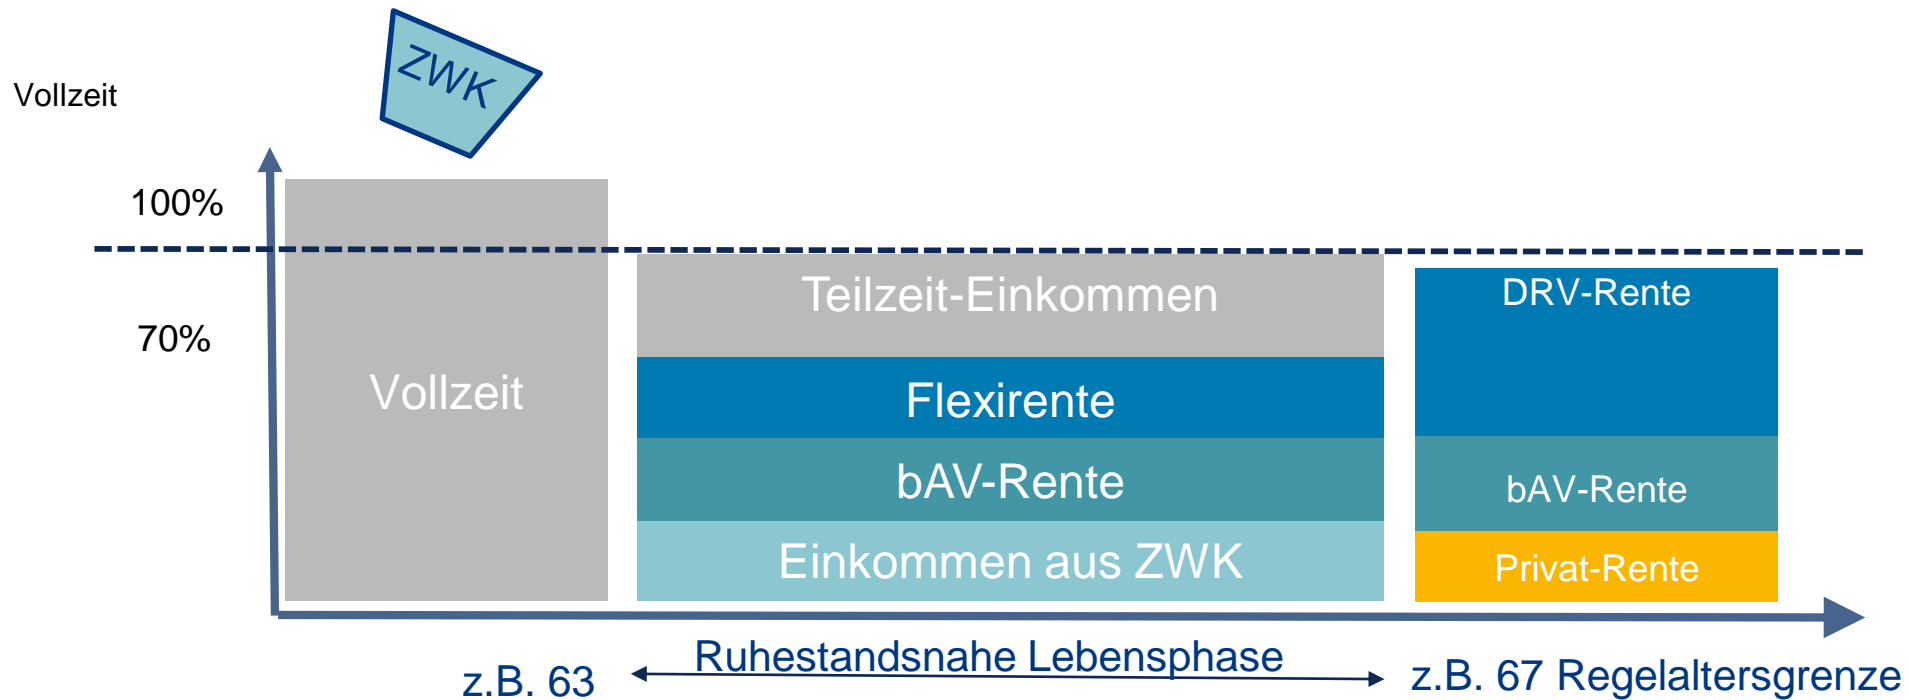 ZWK
Vollzeit
100%
70%
Vollzeit
Teilzeit-Einkommen
Flexirente
bAV-Rente
Einkommen aus ZWK
DRV-Rente
bAV-Rente
Privat-Rente
z.B. 63
Ruhestandsnahe Lebensphase
z.B. 67 Regelaltersgrenze